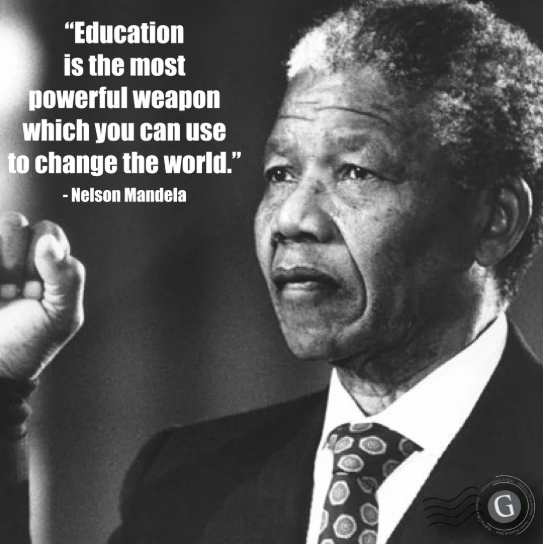 “Education
is the most
powerful weapon
which you can use
to change the world.”
- Nelson Mandela
G